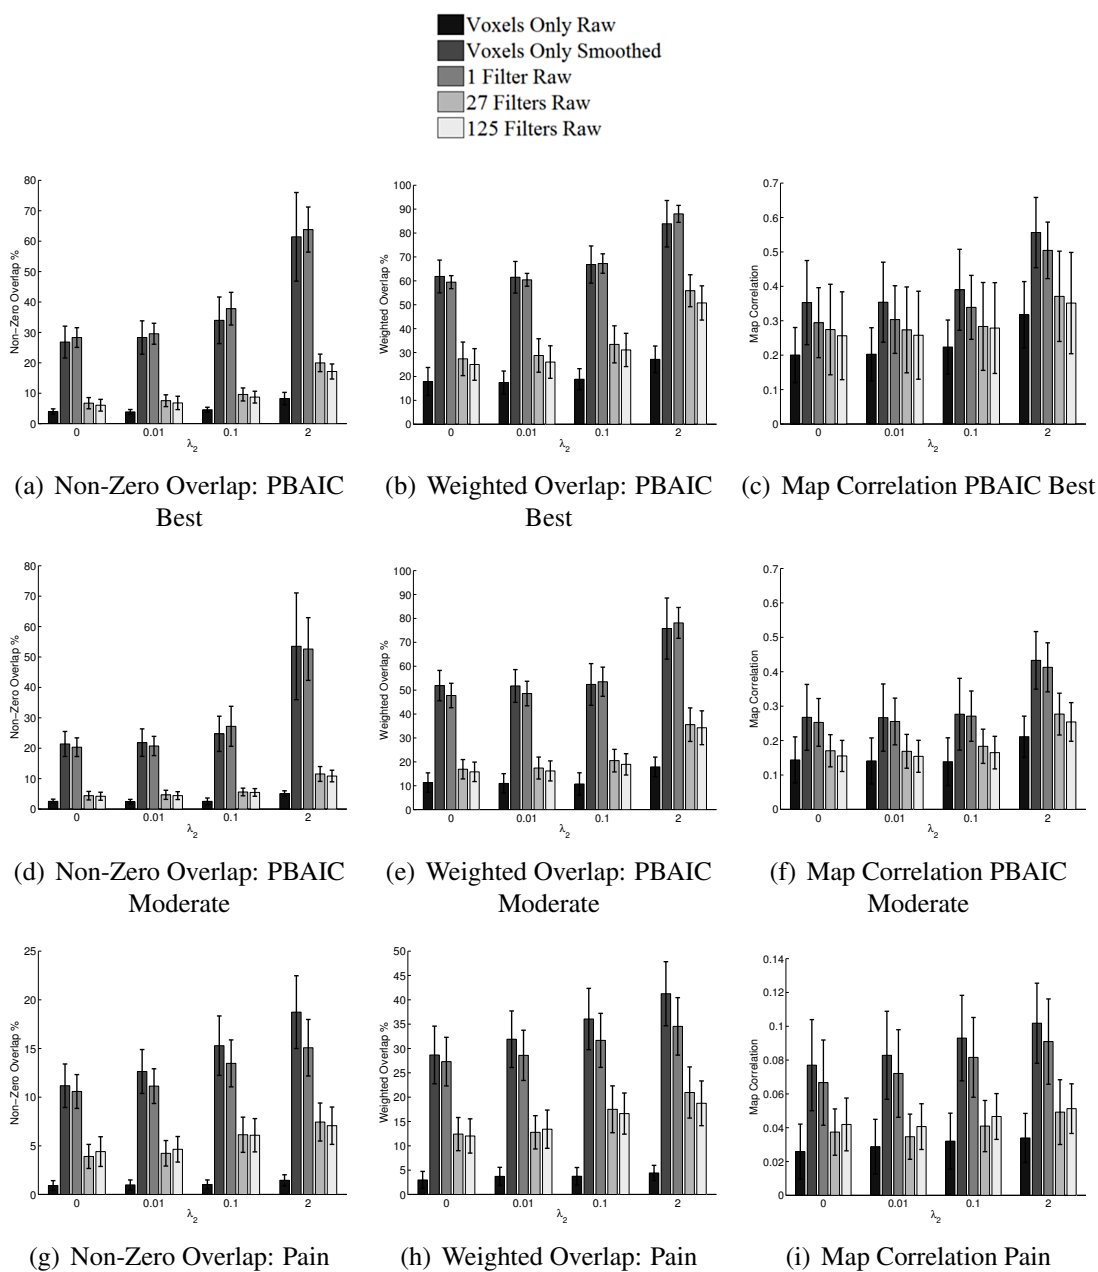 Voxels Only Raw
Voxels Only Smoothed
1 Filter Raw
27 Filters Raw
125 Filters Raw
Non-Zero Overlap %
80
70
60
50
40
30
20
10
0
0 0.01 0.1 2
λ2
Weighted Overlap %
100
90
80
70
60
50
40
30
20
10
0
0 0.01 0.1 2
λ2
Map Correlation
0.7
0.6
0.5
0.4
0.3
0.2
0.1
0
0 0.01 0.1 2
λ2
(a) Non-Zero Overlap: PBAIC
Best
(b) Weighted Overlap: PBAIC
Best
(c) Map Correlation PBAIC Best
Non-Zero Overlap %
80
70
60
50
40
30
20
10
0
0 0.01 0.1 2
λ2
Weighted Overlap %
100
90
80
70
60
50
40
30
20
10
0
0 0.01 0.1 2
λ2
Map Correlation
0.7
0.6
0.5
0.4
0.3
0.2
0.1
0
0 0.01 0.1 2
λ2
(d) Non-Zero Overlap: PBAIC
Moderate
(e) Weighted Overlap: PBAIC
Moderate
(f) Map Correlation PBAIC
Moderate
Non-Zero Overlap %
25
20
15
10
5
0
0 0.01 0.1 2
λ2
Weighted Overlap %
50
45
40
35
30
25
20
15
10
5
0
0 0.01 0.1 2
λ2
Map Correlation
0.14
0.12
0.1
0.08
0.06
0.04
0.02
0
0 0.01 0.1 2
λ2
(g) Non-Zero Overlap: Pain
(h) Weighted Overlap: Pain
(i) Map Correlation Pain